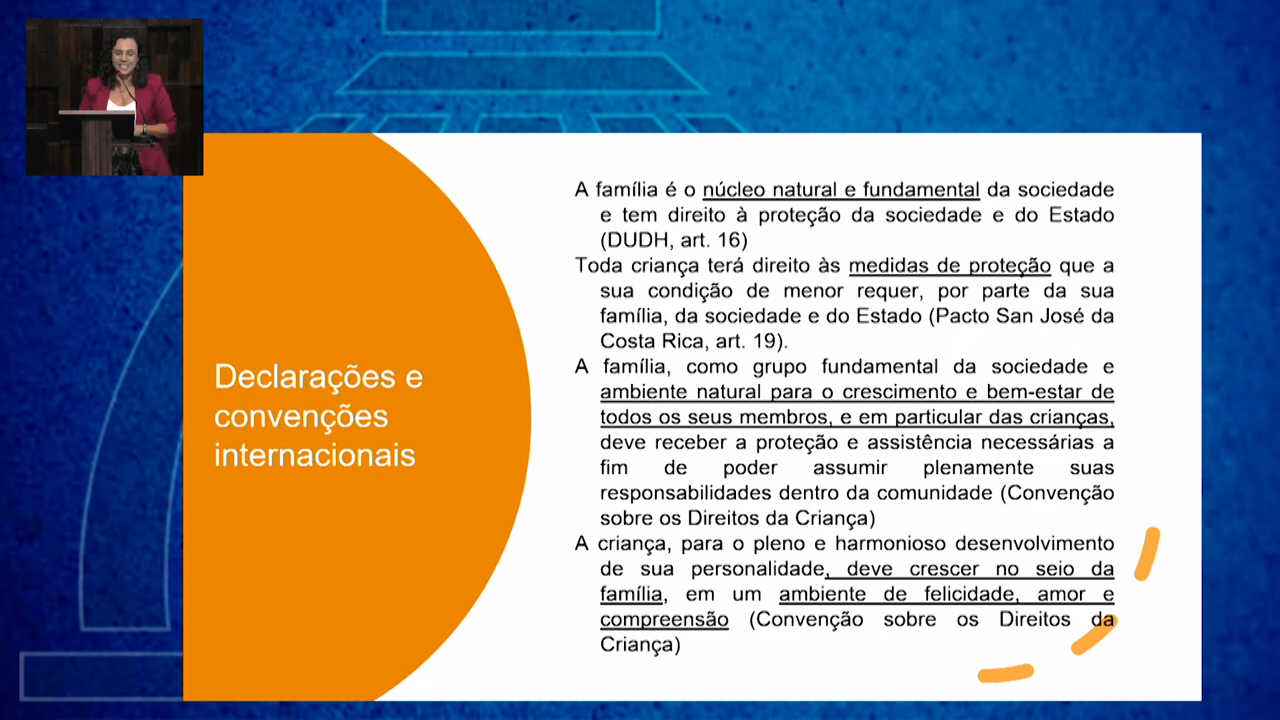 Declarações e
convenções
internacionais
A família é o núcleo natural e fundamental da sociedade
e tem direito à proteção da sociedade e do Estado
(DUDH, art. 16)
Toda criança terá direito às medidas de proteção que a
sua condição de menor requer, por parte da sua
família, da sociedade e do Estado (Pacto San José da
Costa Rica, art. 19).
A família, como grupo fundamental da sociedade e
ambiente natural para o crescimento e bem-estar de
todos os seus membros, e em particular das crianças,
deve receber a proteção e assistência necessárias a
fim de poder assumir plenamente suas
responsabilidades dentro da comunidade (Convenção
sobre os Direitos da Criança)
A criança, para o pleno e harmonioso desenvolvimento
de sua personalidade, deve crescer no seio da
família, em um ambiente de felicidade, amor e
compreensão (Convenção sobre os Direitos da
Criança)